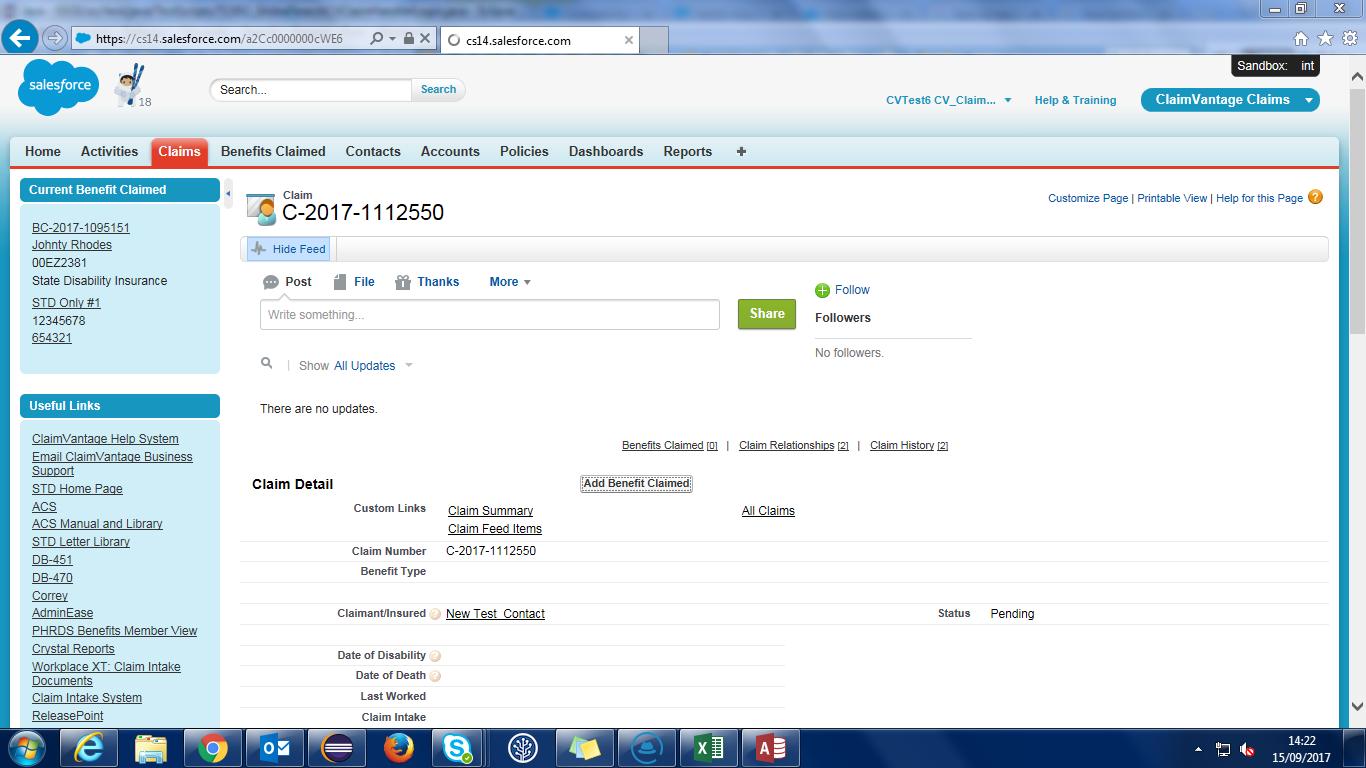 https://cs14.salesforce.com/a2Cc0000000cWE6
cs14.salesforce.com
Sandbox: int
salesforce
18
Search...
Search
CVTest6 CV_Claim...
Help & Training
ClaimVantage Claims
Home Activities Claims Benefits Claimed Contacts Accounts Policies Dashboards Reports +
Current Benefit Claimed
BC-2017-1095151
Johnty Rhodes
00EZ2381
State Disability Insurance
STD Only #1
12345678
654321
Useful Links
ClaimVantage Help System
Email ClaimVantage Business
Support
STD Home Page
ACS
ACS Manual and Library
STD Letter Library
DB-451
DB-470
Correy
AdminEase
PHRDS Benefits Member View
Crystal Reports
Workplace XT: Claim Intake
Documents
Claim Intake System
ReleasePoint
Claim
C-2017-1112550
Customize Page | Printable View | Help for this Page ?
Hide Feed
Post File Thanks More
Write something...
Share
Follow
Followers
No followers.
Show All Updates
There are no updates.
Benefits Claimed [0] | Claim Relationships [2] | Claim History [2]
Claim Detail
Add Benefit Claimed
Custom Links Claim Summary All Claims
Claim Feed Items
Claim Number C-2017-1112550
Benefit Type
Claimant/Insured ? New Test_Contact Status Pending
Date of Disability ?
Date of Death ?
Last Worked
Claim Intake
14:22
15/09/2017